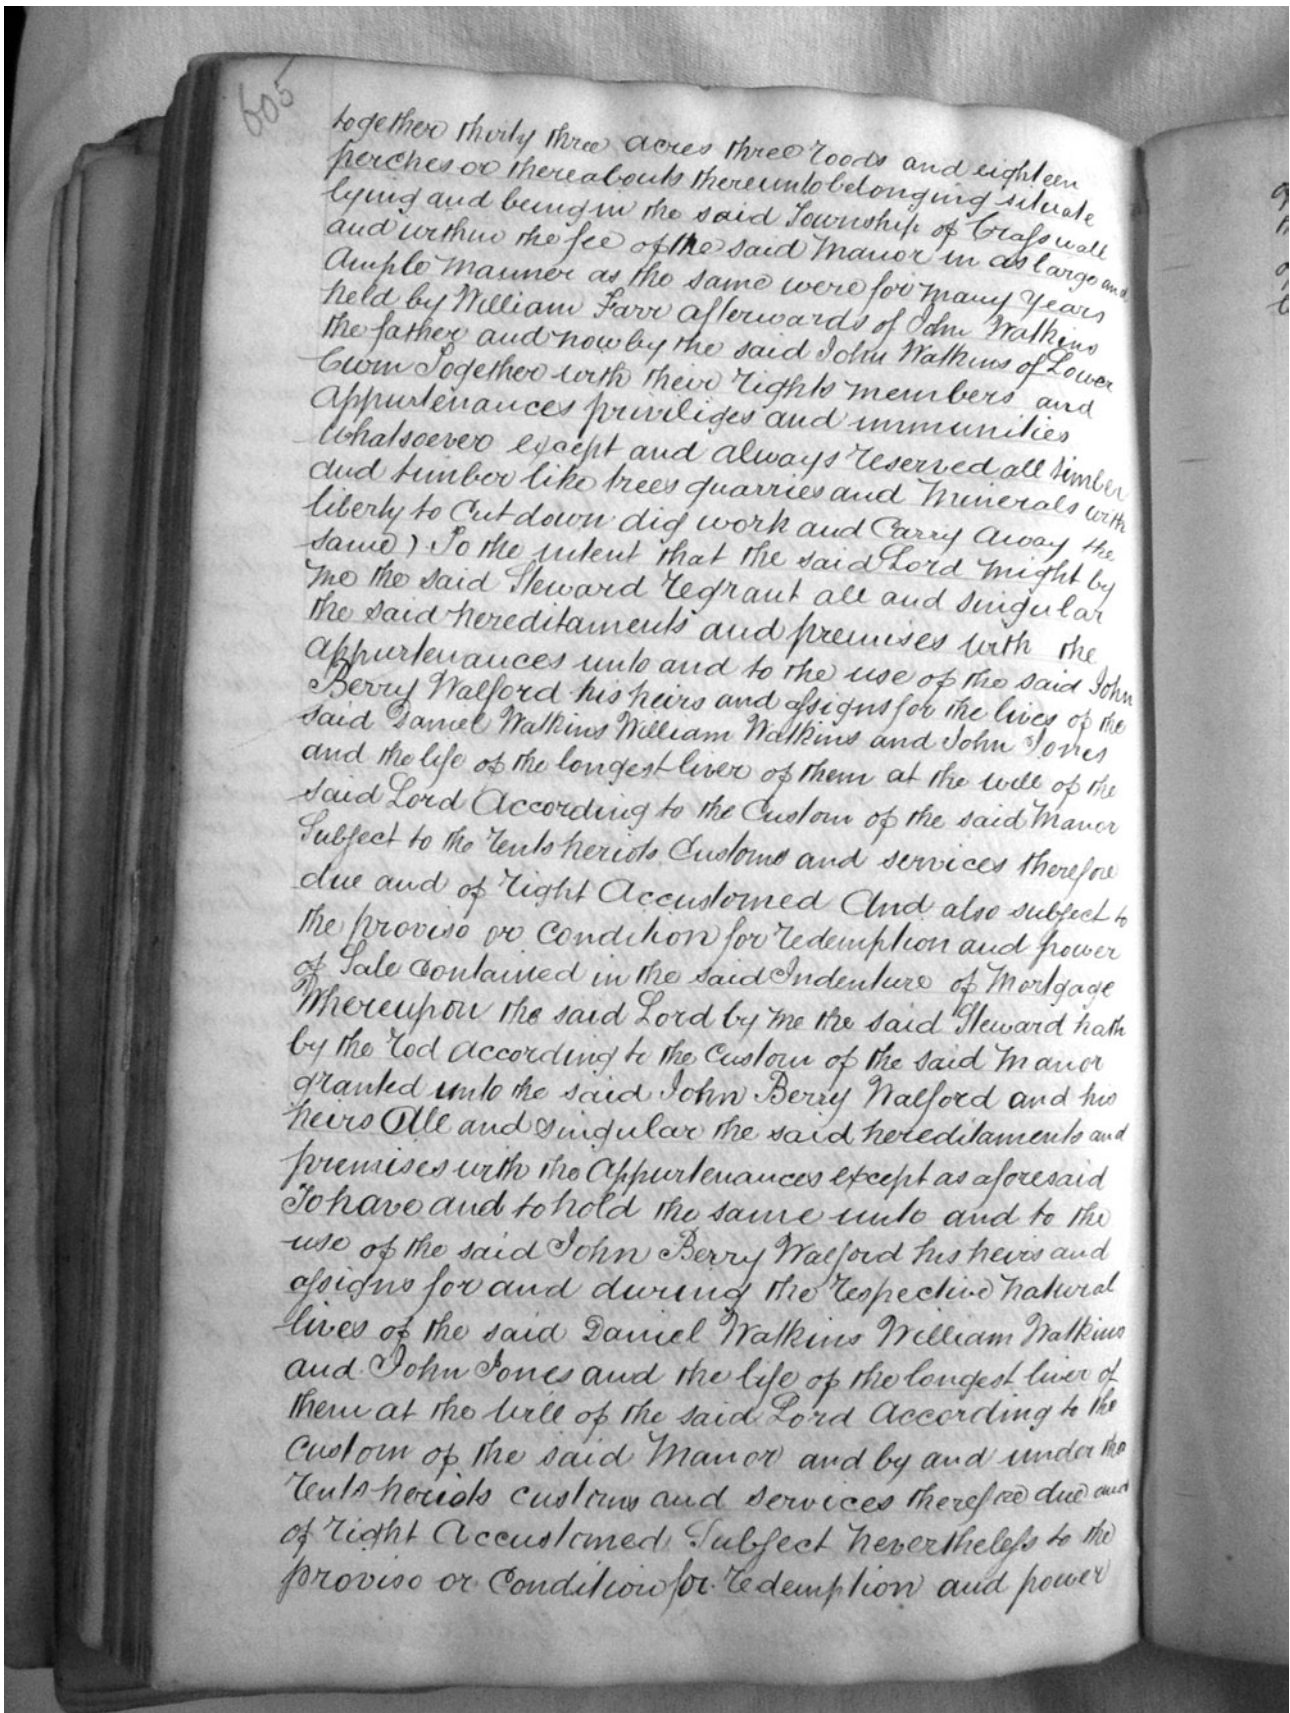 605
together thirty three acres three roods and eighteen
perches or thereabouts thereunto belonging situate
lying and being in the said Township of Crasswall
and within the fee of the said Manor in as large and
Ample manner as the same were for many years
held by William Farr afterwards of John Watkins
the father and now by the said John Watkins of Lower
Cwm Together with their rights members and
Appurtenances priviliges and immunities
whatsoever except and always reserved all timber
and timber like trees quarries and Minerals with
liberty to Cut down dig work and Carry Away the
same) To the intent that the said Lord might by
me the said Steward regrant all and singular
the said hereditaments and premises with the
Appurtenances unto and to the use of the said John
Berry Walford his heirs and assigns for the lives of the
said Daniel Watkins William Watkins and John Jones
and the life of the longest liver of them at the will of the
said Lord According to the Custom of the said Manor
Subject to the rents heriots Customs and services therefore
due and of right Accustomed And also subject to
the proviso or Condition for redemption and power
of Sale Contained in the said Indenture of Mortgage
Whereupon the said Lord by me the said Steward hath
by the rod According to the Custom of the said Manor
granted unto the said John Berry Walford and his
heirs All and singular the said hereditaments and
premises with the Appurtenances except as aforesaid
To have and to hold the same unto and to the
use of the said John Berry Walford his heirs and
assigns for and during the respective natural
lives of the said Daniel Watkins William Watkins
and John Jones and the life of the longest liver of
them at the will of the said Lord According to the
Custom of the said Manor and by and under the
rents heriots customs and services therefore due and
of right Accustomed Subject nevertheless to the
proviso or Condition for redemption and power